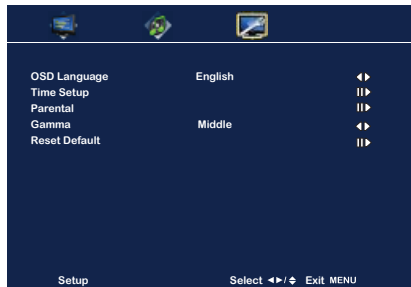 OSD Language English
Time Setup
Parental
Gamma Middle
Reset Default
Setup Select ◄►/♦ Exit MENU